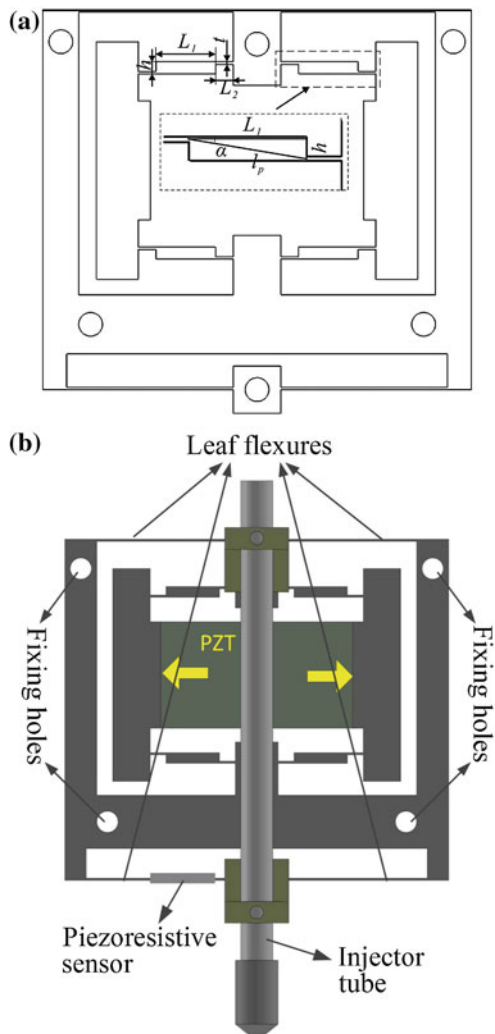 (a)
L1
t
h
L2
L1
α
lp
h
(b)
Leaf flexures
Fixing holes
PZT
Fixing holes
Piezoresistive
sensor
Injector
tube